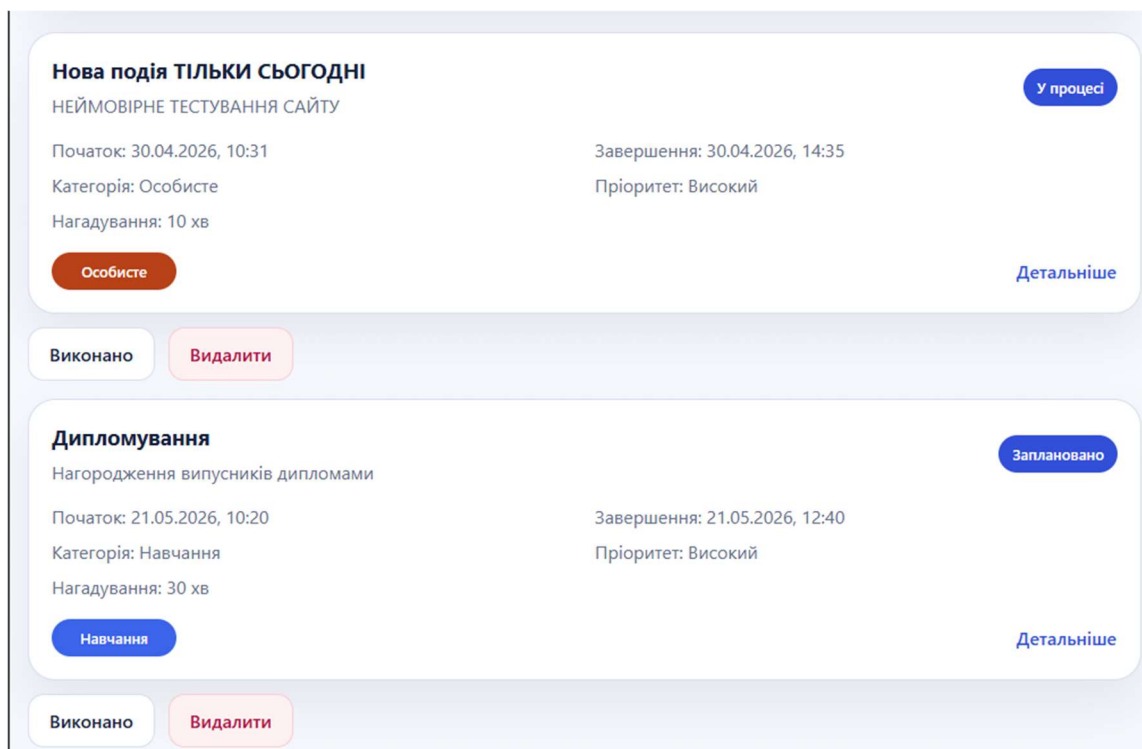 Нова подія ТІЛЬКИ СЬОГОДНІ
У процесі
НЕЙМОВІРНЕ ТЕСТУВАННЯ САЙТУ
Початок: 30.04.2026, 10:31
Завершення: 30.04.2026, 14:35
Категорія: Особисте
Пріоритет: Високий
Нагадування: 10 хв
Особисте
Детальніше
Виконано
Видалити
Дипломування
Заплановано
Нагородження випусників дипломами
Початок: 21.05.2026, 10:20
Завершення: 21.05.2026, 12:40
Категорія: Навчання
Пріоритет: Високий
Нагадування: 30 хв
Навчання
Детальніше
Виконано
Видалити